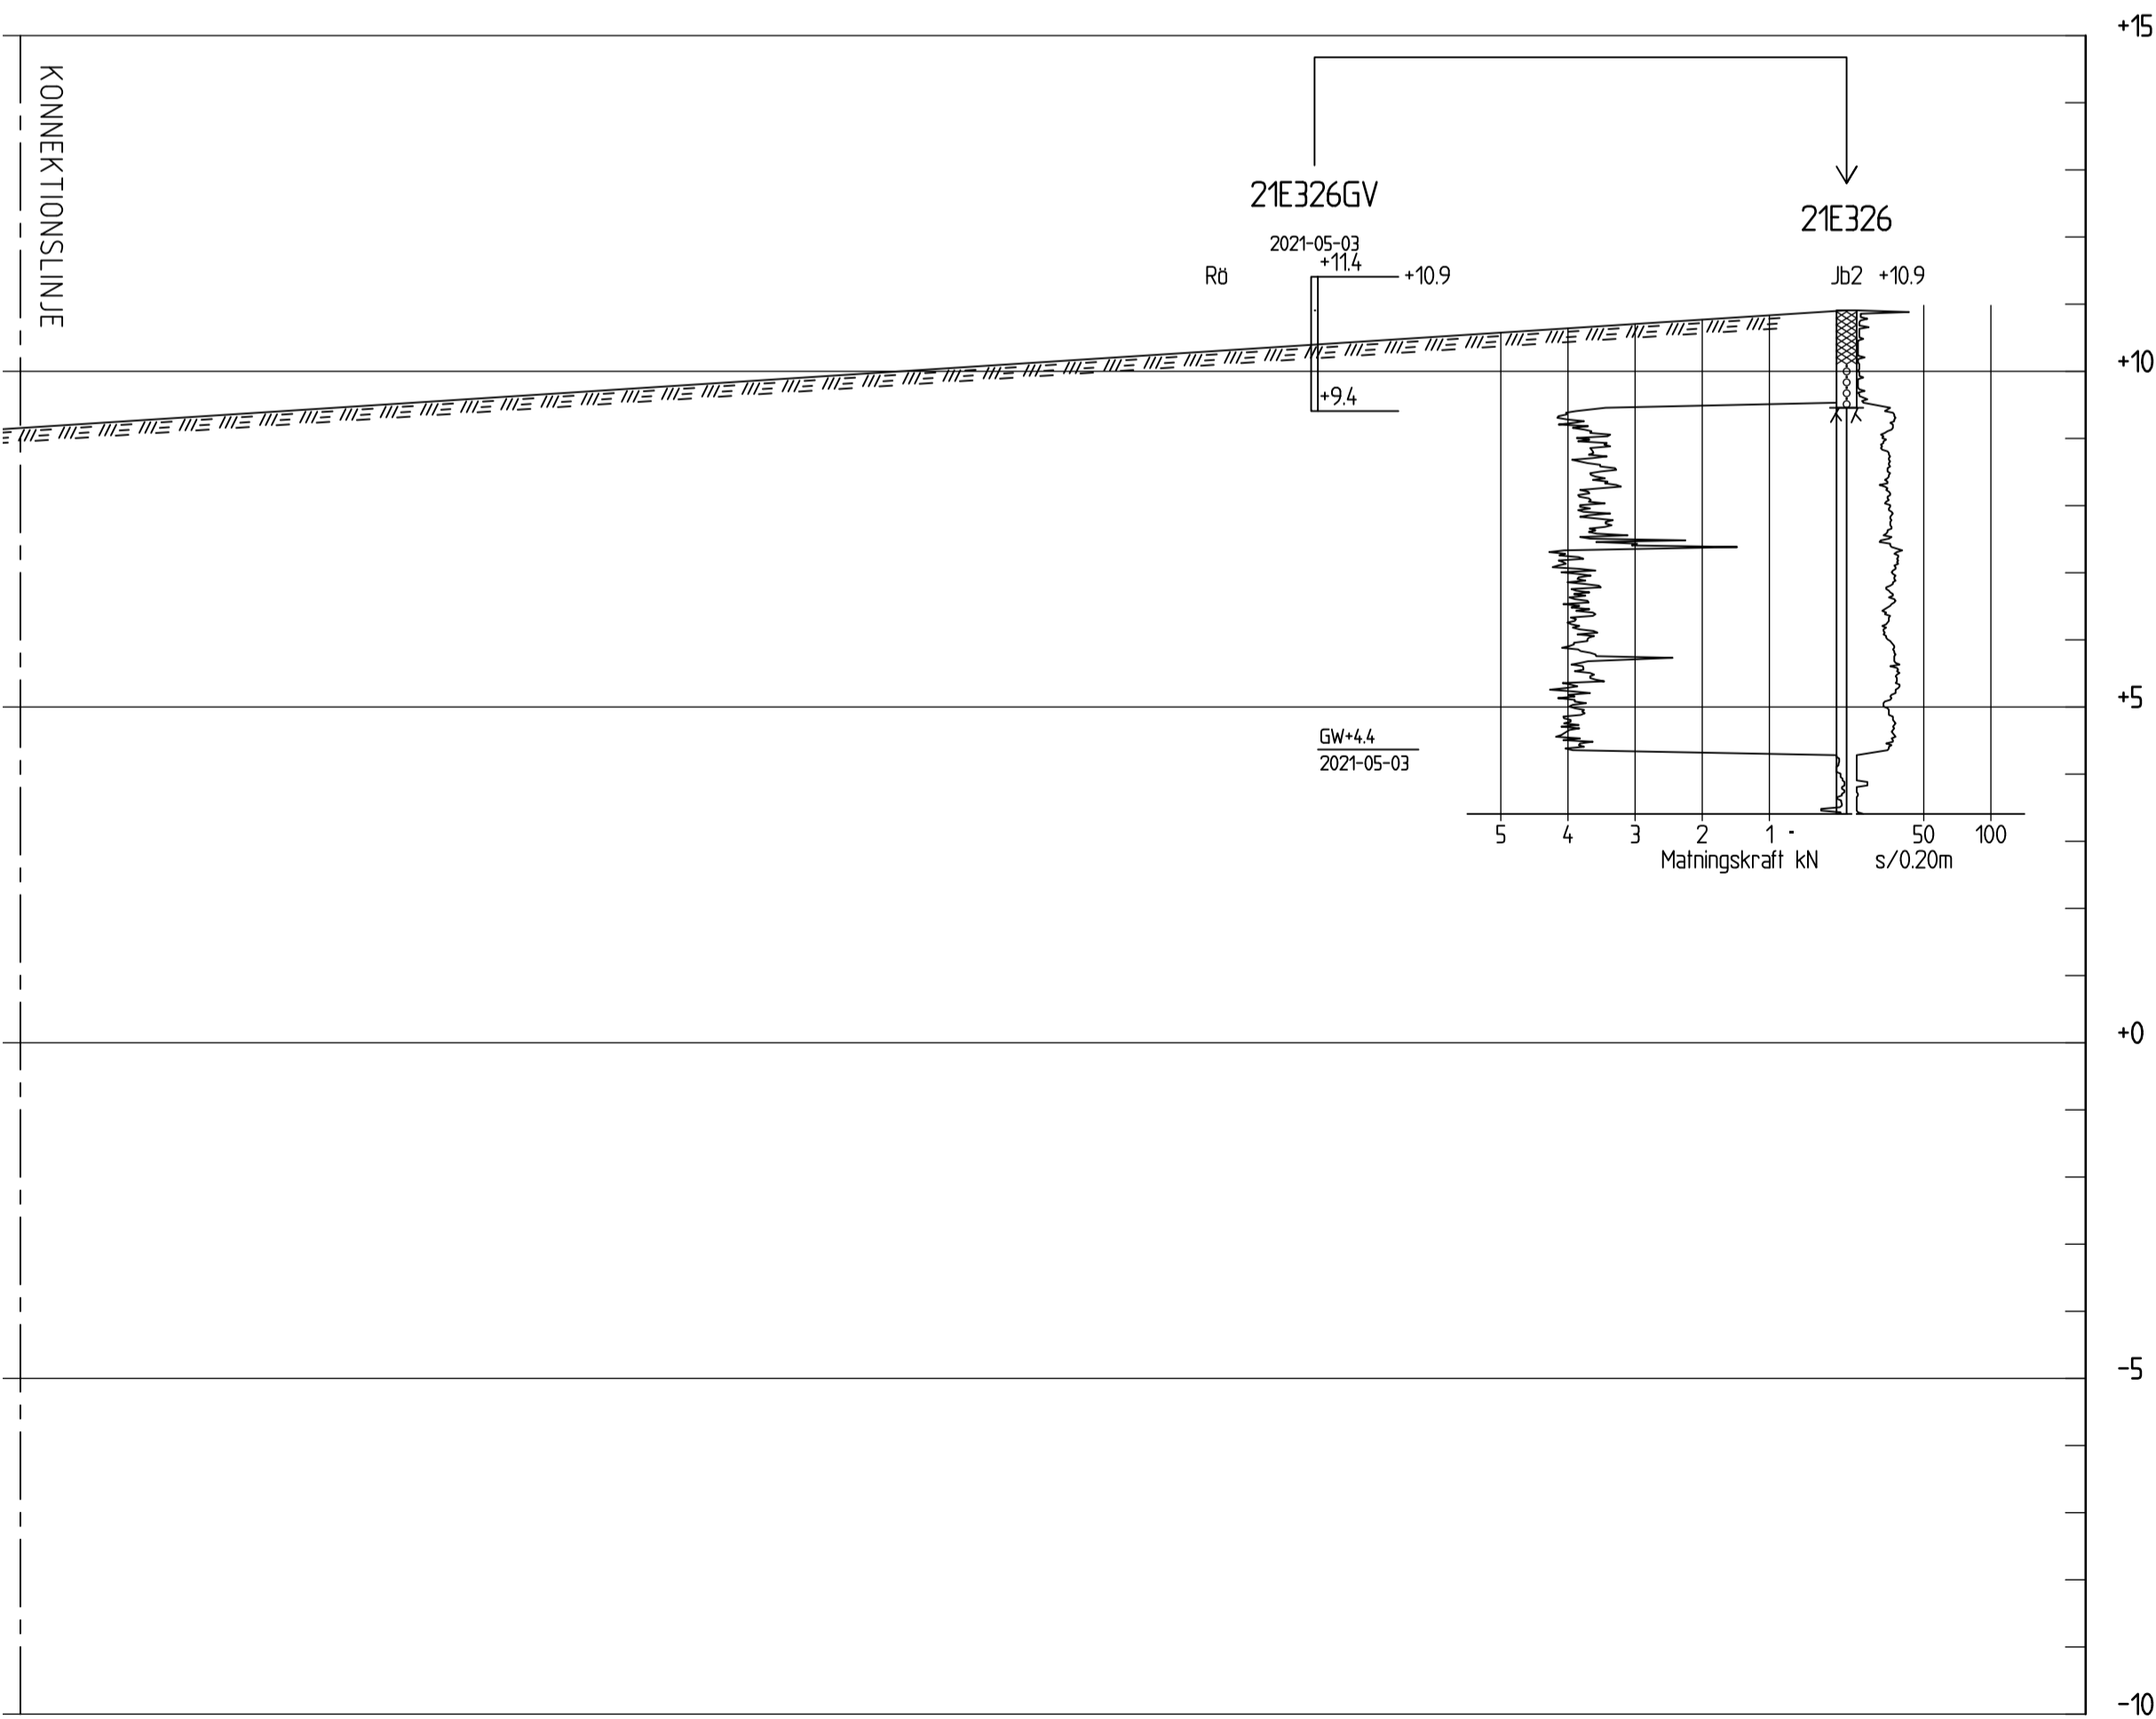 +15
KONNEKTIONSLINJE
21E326GV
21E326
2021-05-03
+11.4
Rö
+10.9
Jb2 +10.9
+10
+9.4
+5
GW+4.4
2021-05-03
5 4 3 2 1 50 100
Matningskraft kN s/0.20m
+0
-5
-10